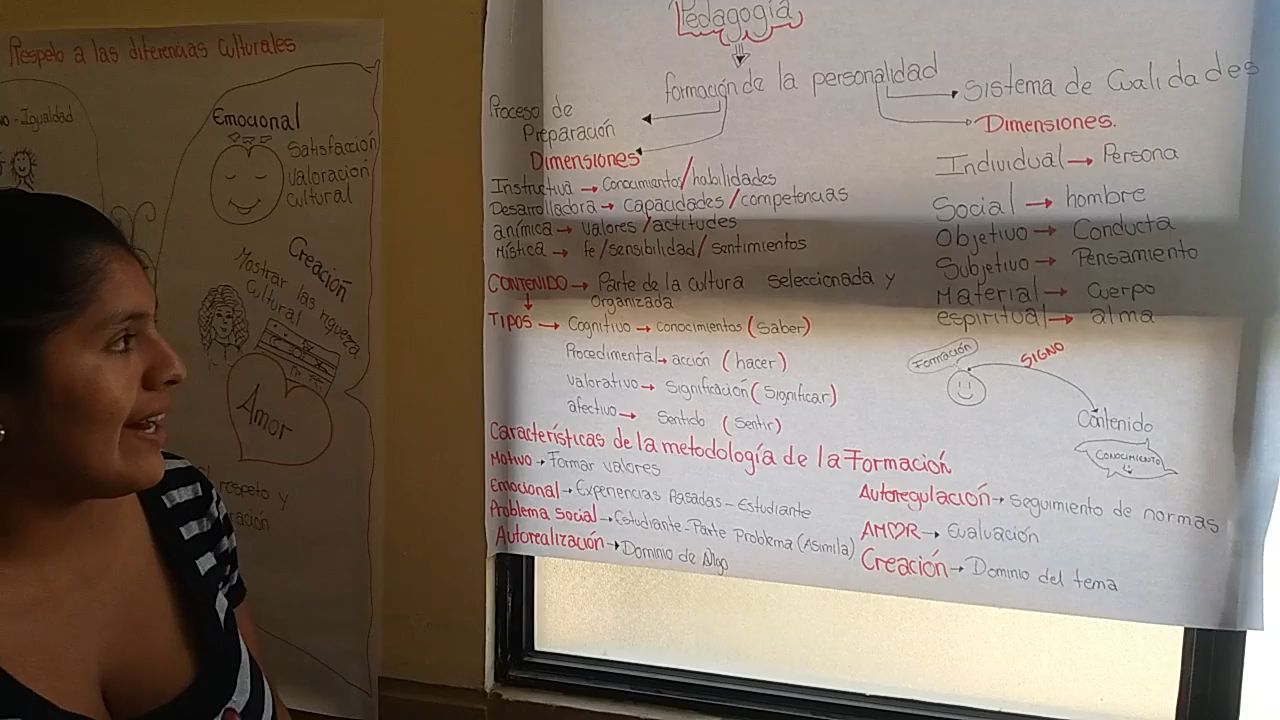 Respeto a las diferencias Culturales
Igualdad
Emocional
Satisfacción
valoración
cultural
Creación
Mostrar las riqueza
Cultural
Amor
respeto y
Pedagogía
formación de la personalidad
Proceso de
Preparación
DIMENSIONES
Instructiva → Conocimientos/habilidades
Desarrolladora → capacidades/competencias
anímica → valores/actitudes
Mística → fe/sensibilidad/sentimientos
Sistema de Cualidades
DIMENSIONES.
Individual → Persona
Social → hombre
Objetivo → Conducta
Subjetivo → Pensamiento
Material → Cuerpo
espiritual → alma
CONTENIDO → Parte de la cultura seleccionada y
Organizada
TIPOS → Cognitivo → conocimientos (Saber)
Procedimental → acción (hacer)
valorativo → Significación (Significar)
afectivo → Sentido (Sentir)
Formación
SIGNO
Contenido
CONOCIMIENTO
Características de la metodología de la Formación
Motivo → Formar valores
Emocional → Experiencias Pasadas - Estudiante
Problema Social → Estudiante - Parte Problema (Asimila)
Autorealización → Dominio de Algo
Autoregulación → Seguimiento de normas
AMOR → Evaluación
Creación → Dominio del tema